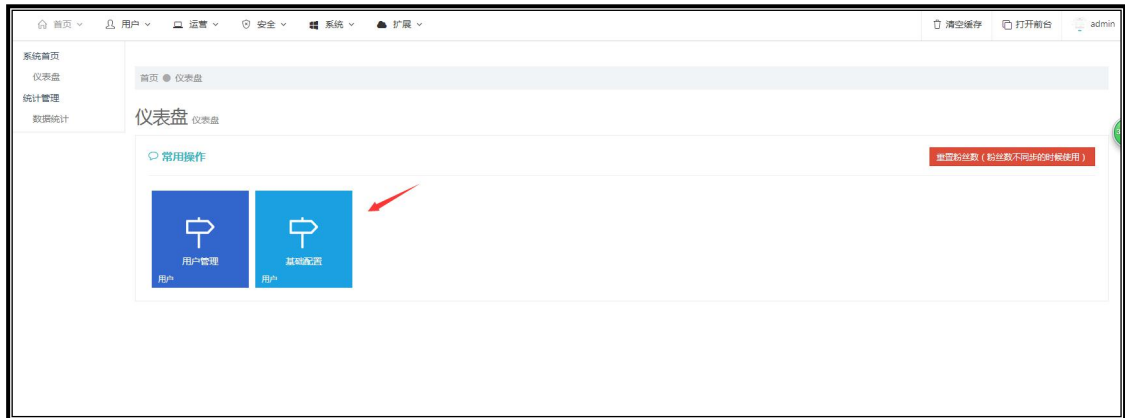 首页 用户 运营 安全 系统 扩展 清空缓存 打开前台 admin
系统首页
仪表盘
统计管理
数据统计
首页 仪表盘
仪表盘 仪表盘
常用操作 重置粉丝数(粉丝数不同步的时候使用)
用户管理 基础配置
用户 用户